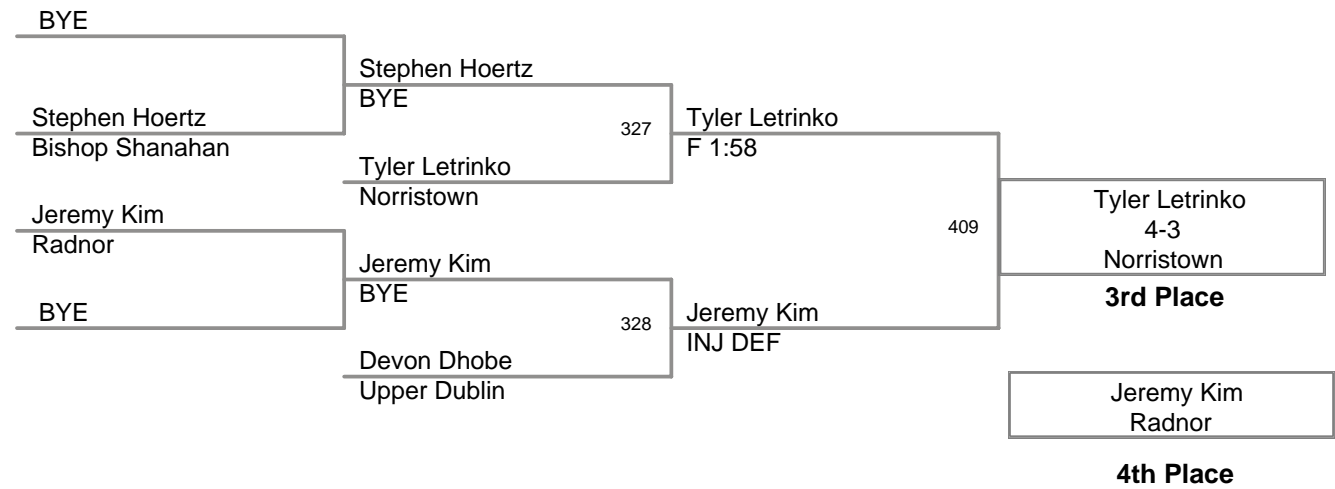 BYE
Stephen Hoertz
BYE
Stephen Hoertz
Bishop Shanahan
327
Tyler Letrinko
F 1:58
Tyler Letrinko
Norristown
Jeremy Kim
Radnor
409
Tyler Letrinko
4-3
Norristown
3rd Place
Jeremy Kim
BYE
BYE
328
Jeremy Kim
INJ DEF
Devon Dhobe
Upper Dublin
Jeremy Kim
Radnor
4th Place